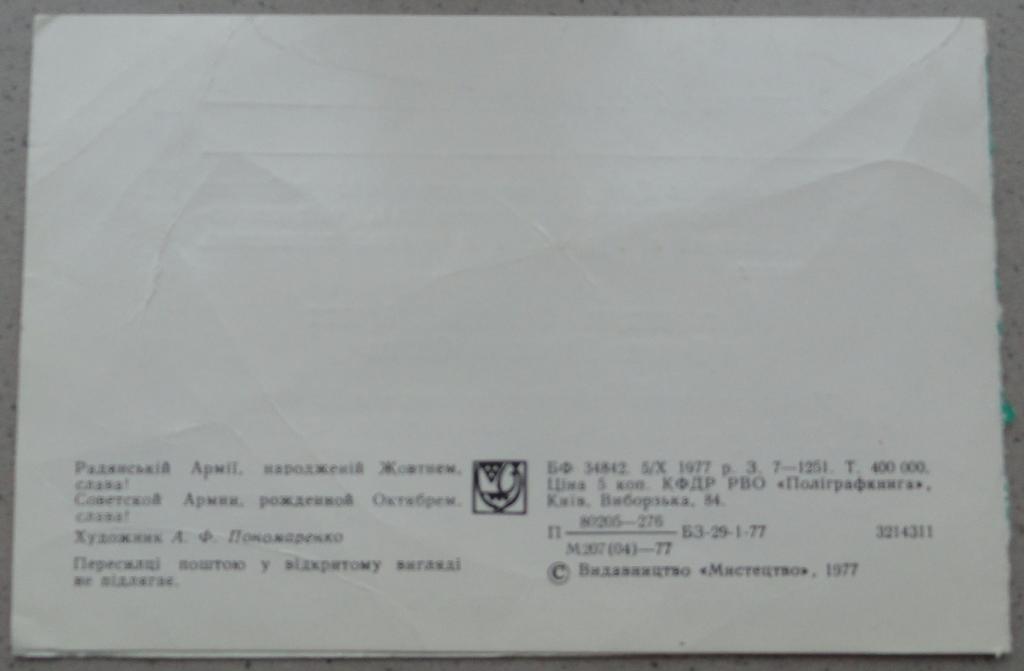 Радянській Армії, народженій Жовтнем,
слава!
Советской Армии, рожденной Октябрем,
слава!
Художник А. Ф. Пономаренко
Пересилці поштою у відкритому вигляді
не підлягає.
БФ 34842. 5/X 1977 р. З. 7—1251. Т. 400 000.
Ціна 5 коп. КФДР РВО «Поліграфкнига»,
Київ, Виборзька, 84.
П 80205—276 БЗ-29-1-77 3214311
М207(04)—77
© Видавництво «Мистецтво», 1977